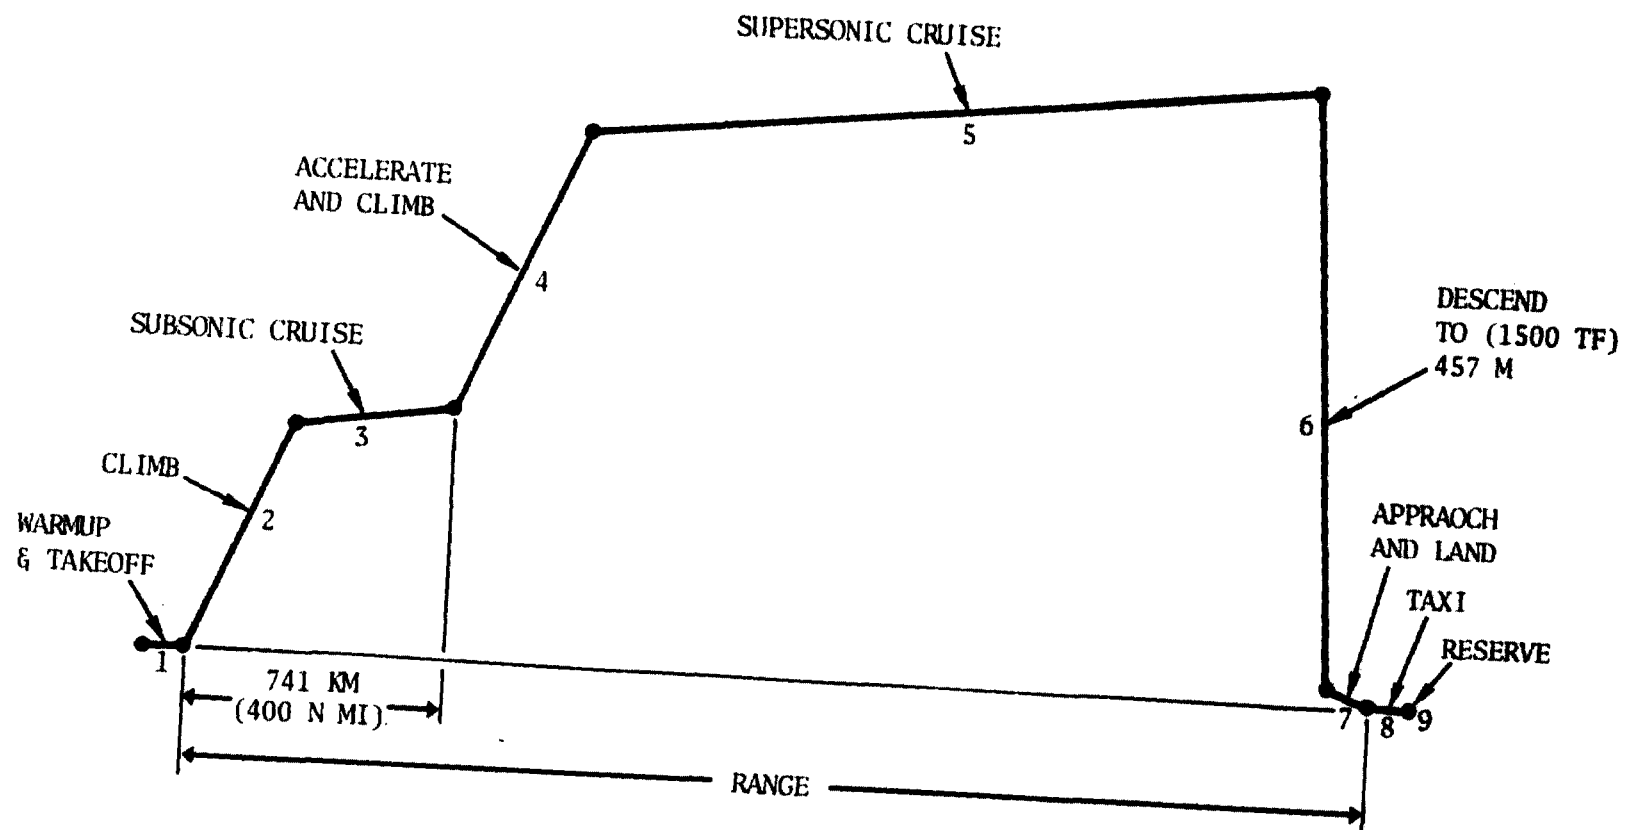 SUPERSONIC CRUISE
5
ACCELERATE
AND CLIMB
4
SUBSONIC CRUISE
3
DESCEND
TO (1500 TF)
457 M
6
CLIMB
2
WARMUP
& TAKEOFF
1
APPRAOCH
AND LAND
TAXI
RESERVE
7
8
9
741 KM
(400 N MI)
RANGE